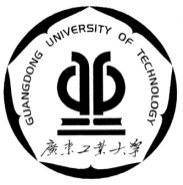 GUANGDONG UNIVERSITY OF TECHNOLOGY
廣東工業大學